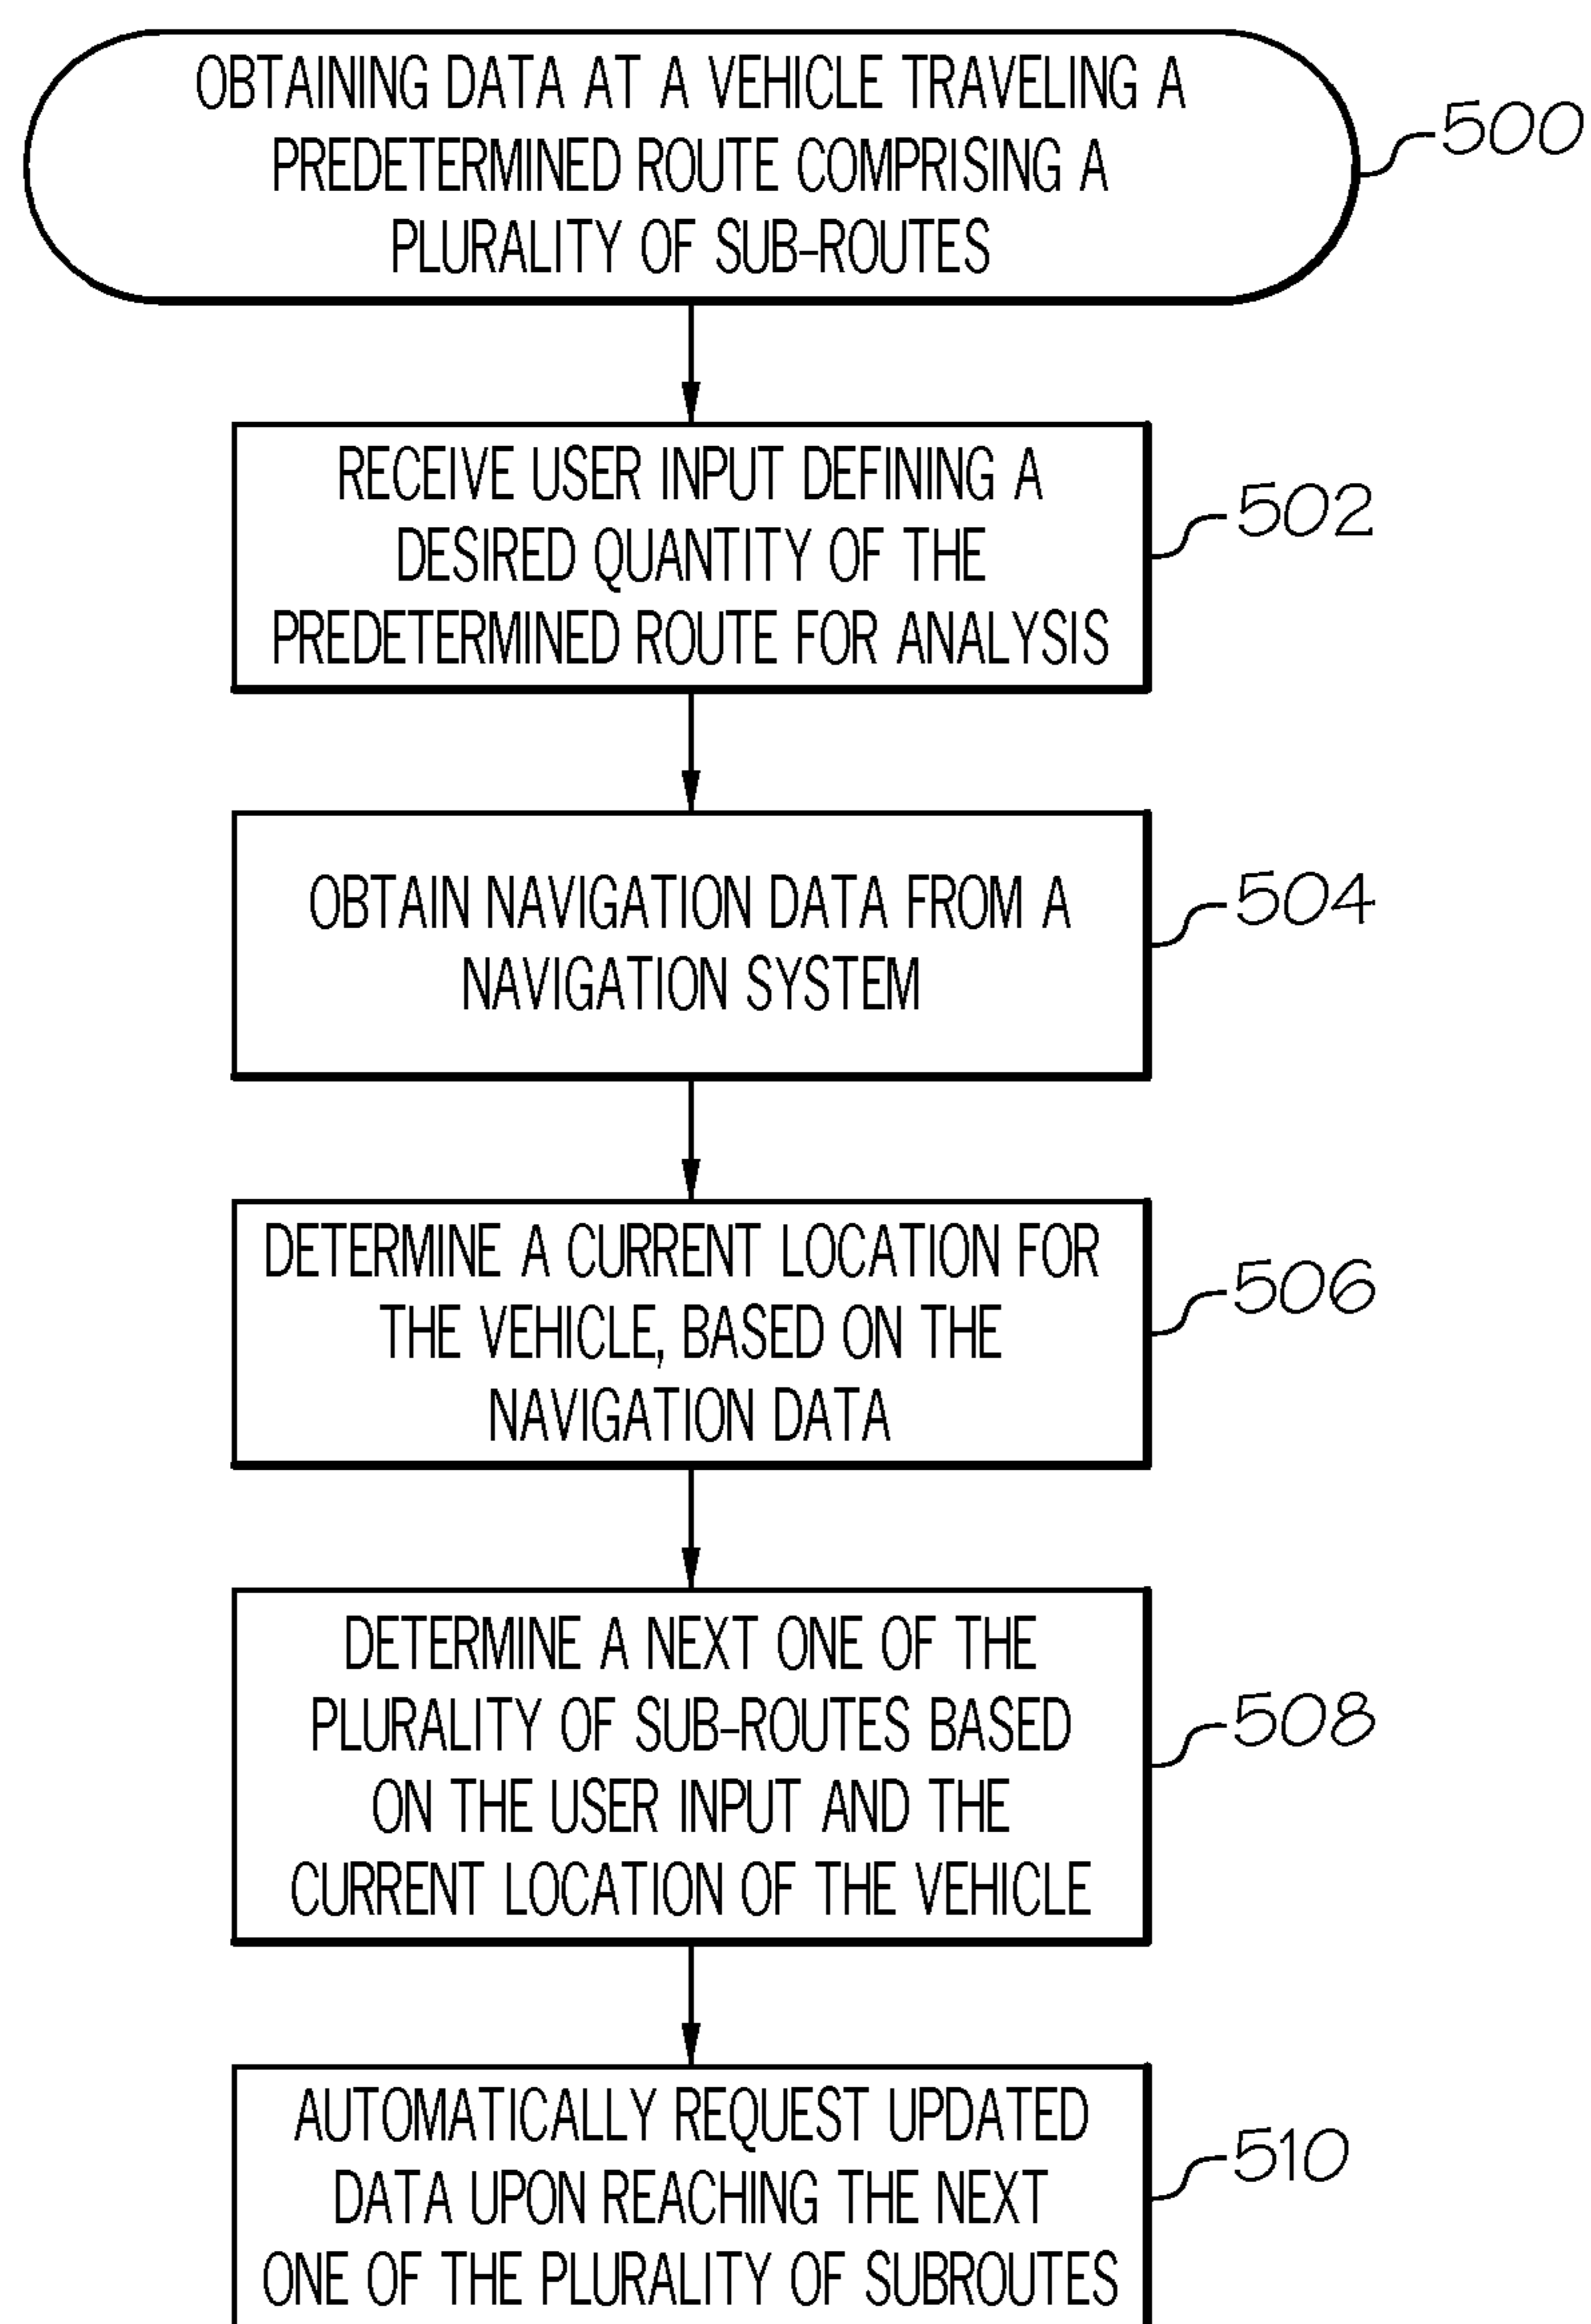 OBTAINING DATA AT A VEHICLE TRAVELING A
PREDETERMINED ROUTE COMPRISING A
PLURALITY OF SUB-ROUTES
500
RECEIVE USER INPUT DEFINING A
DESIRED QUANTITY OF THE
PREDETERMINED ROUTE FOR ANALYSIS
502
OBTAIN NAVIGATION DATA FROM A
NAVIGATION SYSTEM
504
DETERMINE A CURRENT LOCATION FOR
THE VEHICLE, BASED ON THE
NAVIGATION DATA
506
DETERMINE A NEXT ONE OF THE
PLURALITY OF SUB-ROUTES BASED
ON THE USER INPUT AND THE
CURRENT LOCATION OF THE VEHICLE
508
AUTOMATICALLY REQUEST UPDATED
DATA UPON REACHING THE NEXT
ONE OF THE PLURALITY OF SUBROUTES
510